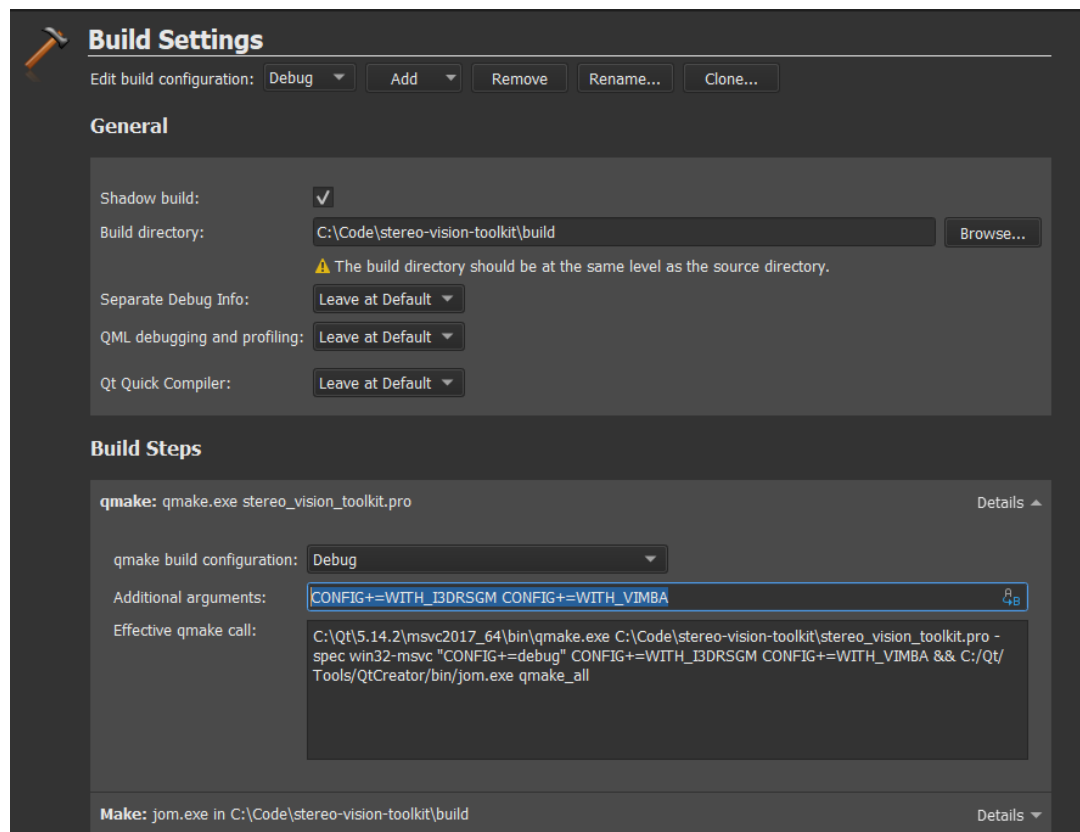 Build Settings
Edit build configuration: Debug Add Remove Rename... Clone...
General
Shadow build:
Build directory: C:\Code\stereo-vision-toolkit\build Browse...
The build directory should be at the same level as the source directory.
Separate Debug Info: Leave at Default
QML debugging and profiling: Leave at Default
Qt Quick Compiler: Leave at Default
Build Steps
qmake: qmake.exe stereo_vision_toolkit.pro Details
qmake build configuration: Debug
Additional arguments: CONFIG+=WITH_I3DRSGM CONFIG+=WITH_VIMBA
Effective qmake call: C:\Qt\5.14.2\msvc2017_64\bin\qmake.exe C:\Code\stereo-vision-toolkit\stereo_vision_toolkit.pro -
spec win32-msvc "CONFIG+=debug" CONFIG+=WITH_I3DRSGM CONFIG+=WITH_VIMBA && C:/Qt/
Tools/QtCreator/bin/jom.exe qmake_all
Make: jom.exe in C:\Code\stereo-vision-toolkit\build Details